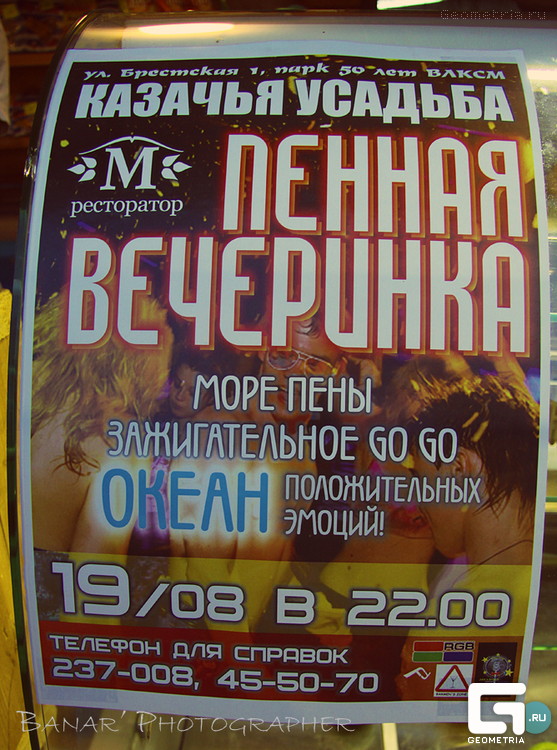 Geometria.ru
ул. Брестская 1, парк 50 лет ВЛКСМ
КАЗАЧЬЯ УСАДЬБА
М
ресторатор
ПЕННАЯ
ВЕЧЕРИНКА
МОРЕ ПЕНЫ
ЗАЖИГАТЕЛЬНОЕ GO GO
ОКЕАН ПОЛОЖИТЕЛЬНЫХ
ЭМОЦИЙ!
19/08 В 22.00
ТЕЛЕФОН ДЛЯ СПРАВОК
237-008, 45-50-70
RGB
BANAR' PHOTOGRAPHER
G .RU
GEOMETRIA